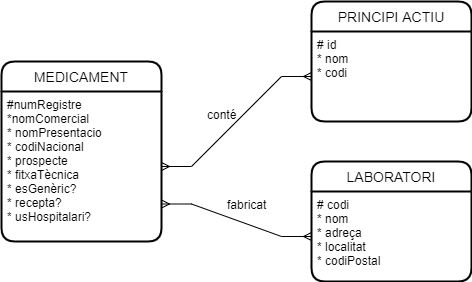 MEDICAMENT
#numRegistre
*nomComercial
* nomPresentacio
* codiNacional
* prospecte
* fitxaTècnica
* esGenèric?
* recepta?
* usHospitalari?
conté
fabricat
PRINCIPI ACTIU
# id
* nom
* codi
LABORATORI
# codi
* nom
* adreça
* localitat
* codiPostal